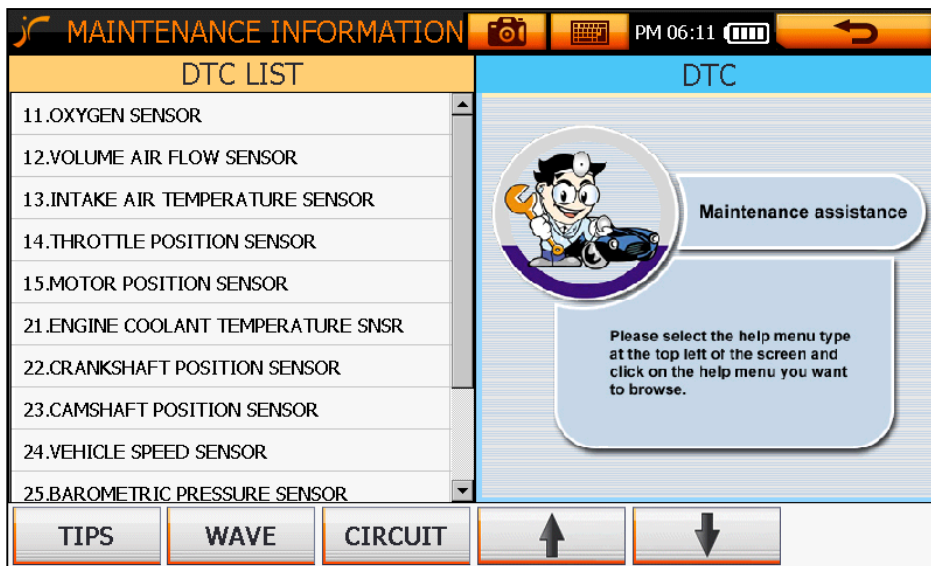 MAINTENANCE INFORMATION
PM 06:11
DTC LIST
DTC
11.OXYGEN SENSOR
12.VOLUME AIR FLOW SENSOR
13.INTAKE AIR TEMPERATURE SENSOR
14.THROTTLE POSITION SENSOR
15.MOTOR POSITION SENSOR
21.ENGINE COOLANT TEMPERATURE SNSR
22.CRANKSHAFT POSITION SENSOR
23.CAMSHAFT POSITION SENSOR
24.VEHICLE SPEED SENSOR
25.BAROMETRIC PRESSURE SENSOR
Maintenance assistance
Please select the help menu type
at the top left of the screen and
click on the help menu you want
to browse.
TIPS
WAVE
CIRCUIT